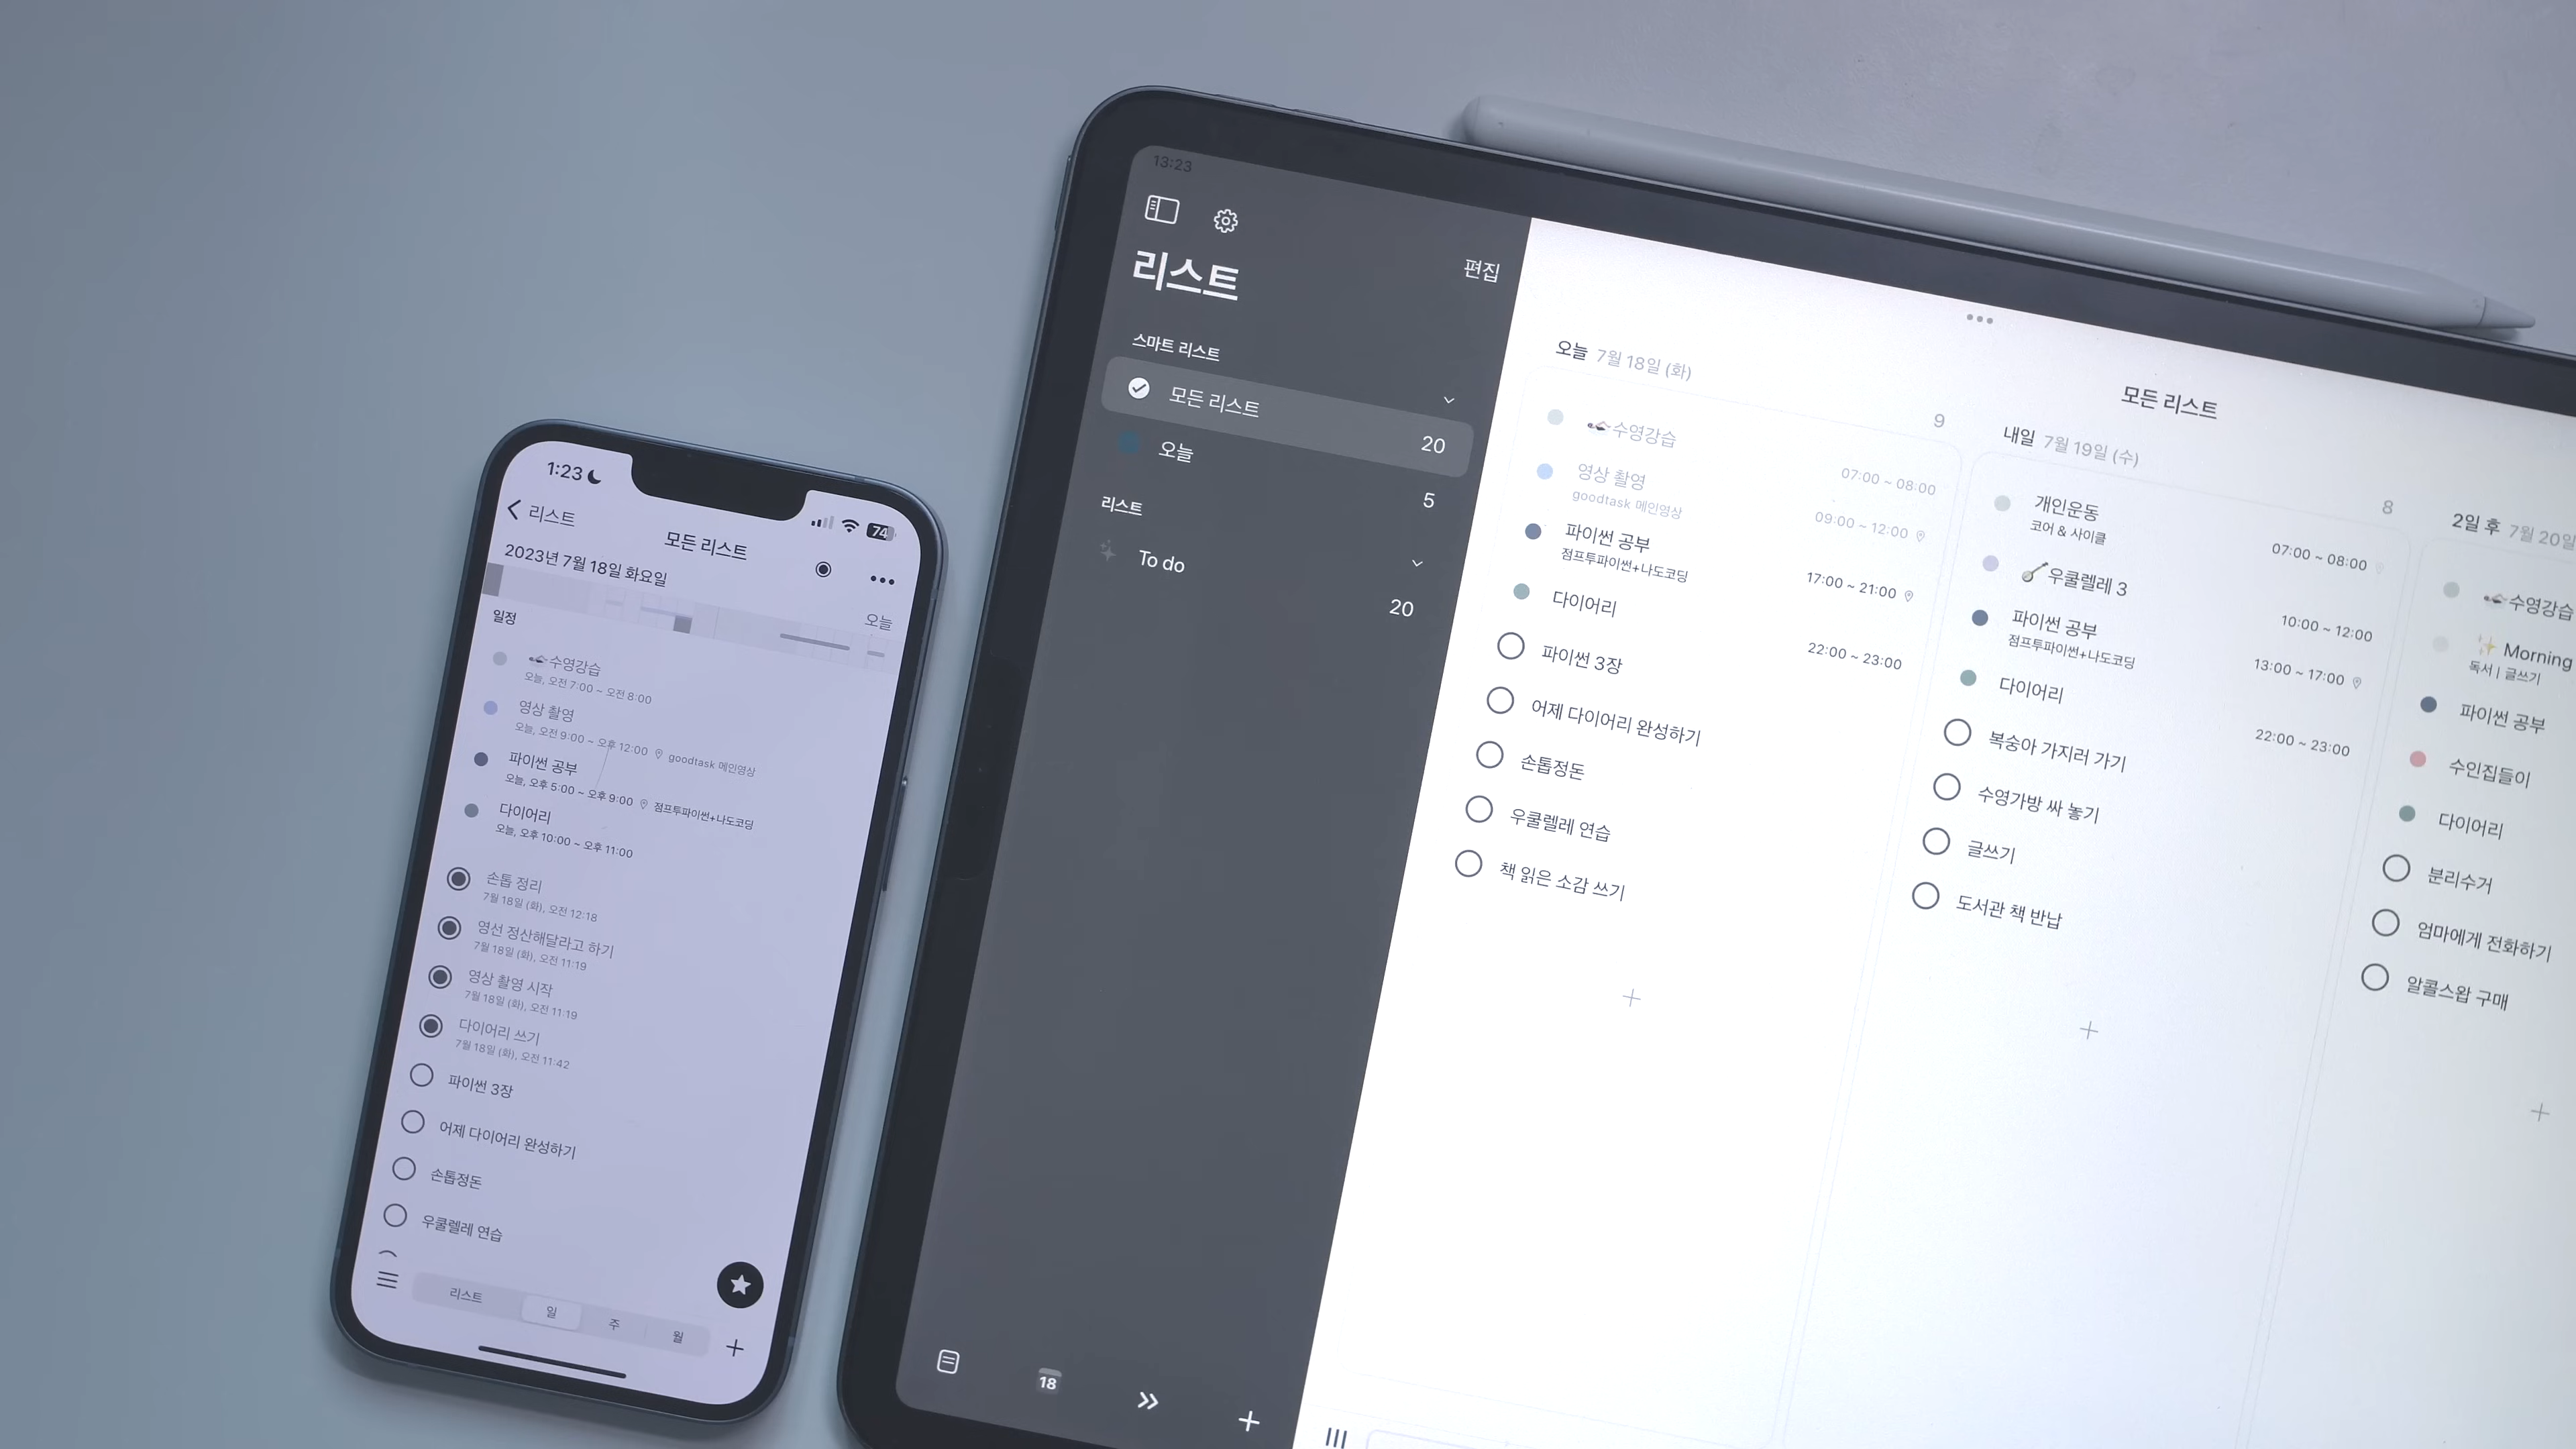 1:23
74
리스트
모든 리스트
2023년 7월 18일 화요일
오늘
일정
수영강습
오늘, 오전 7:00 ~ 오전 8:00
영상 촬영
오늘, 오전 9:00 ~ 오후 12:00 goodtask 메인영상
파이썬 공부
오늘, 오후 5:00 ~ 오후 9:00 점프투파이썬+나도코딩
다이어리
오늘, 오후 10:00 ~ 오후 11:00
손톱 정리
7월 18일 (화), 오전 12:18
영선 정산해달라고 하기
7월 18일 (화), 오전 11:19
영상 촬영 시작
7월 18일 (화), 오전 11:19
다이어리 쓰기
7월 18일 (화), 오전 11:42
파이썬 3장
어제 다이어리 완성하기
손톱정돈
우쿨렐레 연습
리스트 일 주 월
13:23
리스트
편집
스마트 리스트
모든 리스트 20
오늘 5
리스트
To do 20
18
모든 리스트
오늘 7월 18일 (화) 9
수영강습 07:00 ~ 08:00
영상 촬영 09:00 ~ 12:00
goodtask 메인영상
파이썬 공부 17:00 ~ 21:00
점프투파이썬+나도코딩
다이어리 22:00 ~ 23:00
파이썬 3장
어제 다이어리 완성하기
손톱정돈
우쿨렐레 연습
책 읽은 소감 쓰기
내일 7월 19일 (수) 8
개인운동 07:00 ~ 08:00
코어 & 사이클
우쿨렐레 3 10:00 ~ 12:00
파이썬 공부 13:00 ~ 17:00
점프투파이썬+나도코딩
다이어리 22:00 ~ 23:00
복숭아 가지러 가기
수영가방 싸 놓기
글쓰기
도서관 책 반납
2일 후 7월 20일
수영강습
Morning
독서 | 글쓰기
파이썬 공부
수인집들이
다이어리
분리수거
엄마에게 전화하기
알콜스왑 구매